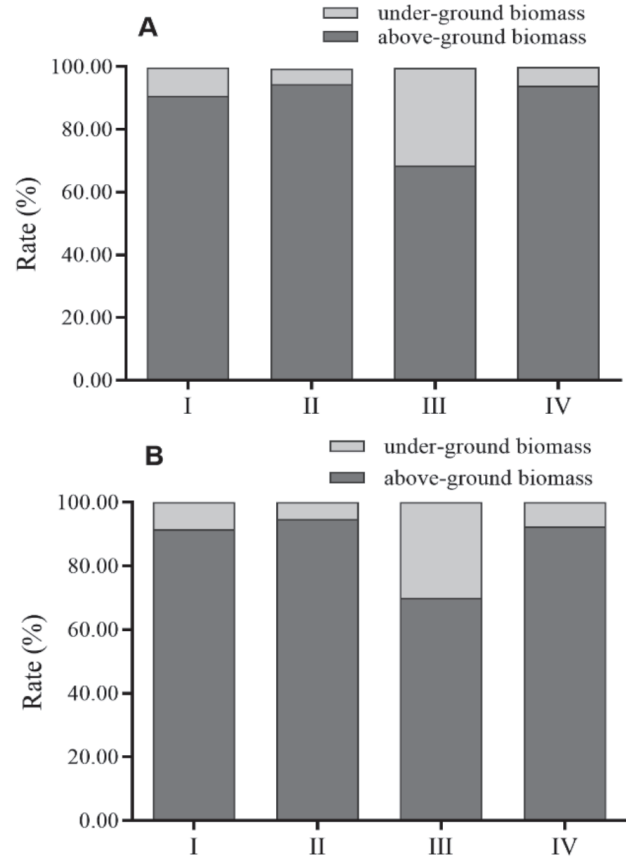 A
under-ground biomass
above-ground biomass
Rate (%)
100.00
80.00
60.00
40.00
20.00
0.00
I II III IV
B
under-ground biomass
above-ground biomass
Rate (%)
100.00
80.00
60.00
40.00
20.00
0.00
I II III IV